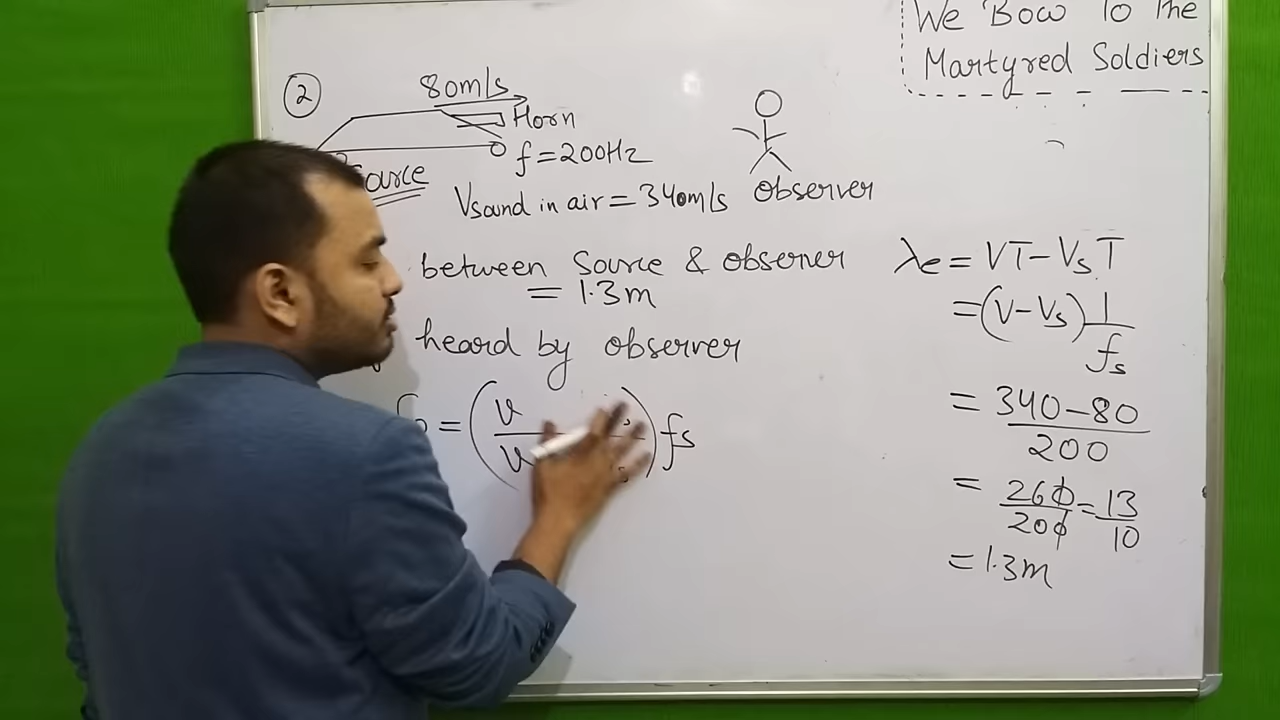 We Bow To The
Martyred Soldiers
2
80m/s
Horn
f = 200Hz
Source
Vsound in air = 340m/s
Observer
between Source & observer
= 1.3m
heard by observer
= (V / V ) fs
λe = VT - VsT
= (V - Vs) 1/fs
= 340 - 80 / 200
= 260/200 = 13/10
= 1.3m